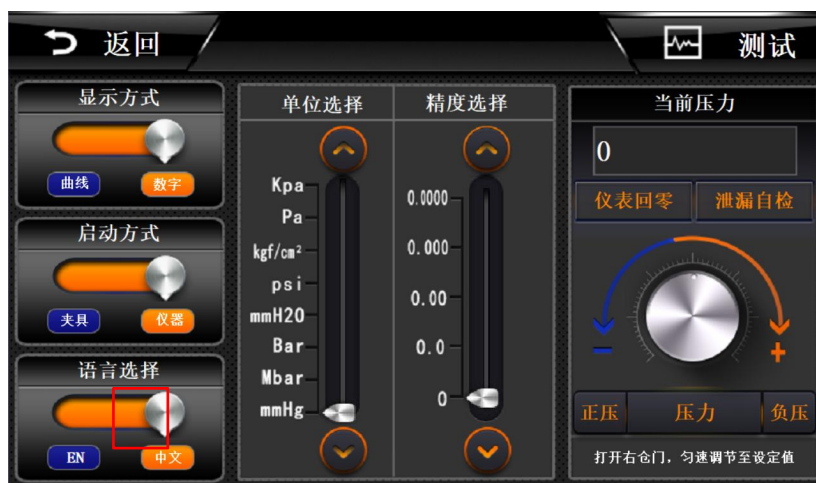 返回
测试
显示方式
曲线
数字
启动方式
夹具
仪器
语言选择
EN
中文
单位选择
Kpa
Pa
kgf/cm²
psi
mmH20
Bar
Mbar
mmHg
精度选择
0.0000
0.000
0.00
0.0
0
当前压力
0
仪表回零
泄漏自检
−
+
正压
压力
负压
打开右仓门，匀速调节至设定值